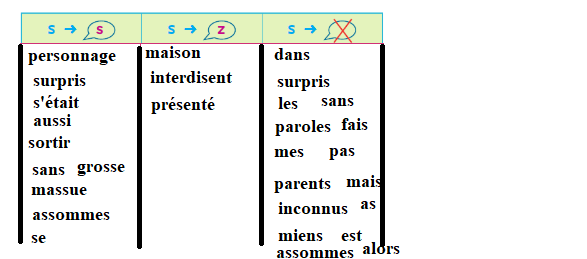 s → s
s → z
s →
personnage
surpris
s'était
aussi
sortir
sans grosse
massue
assommes
se
maison
interdisent
présenté
dans
surpris
les sans
paroles fais
mes pas
parents mais
inconnus as
miens est
assommes alors